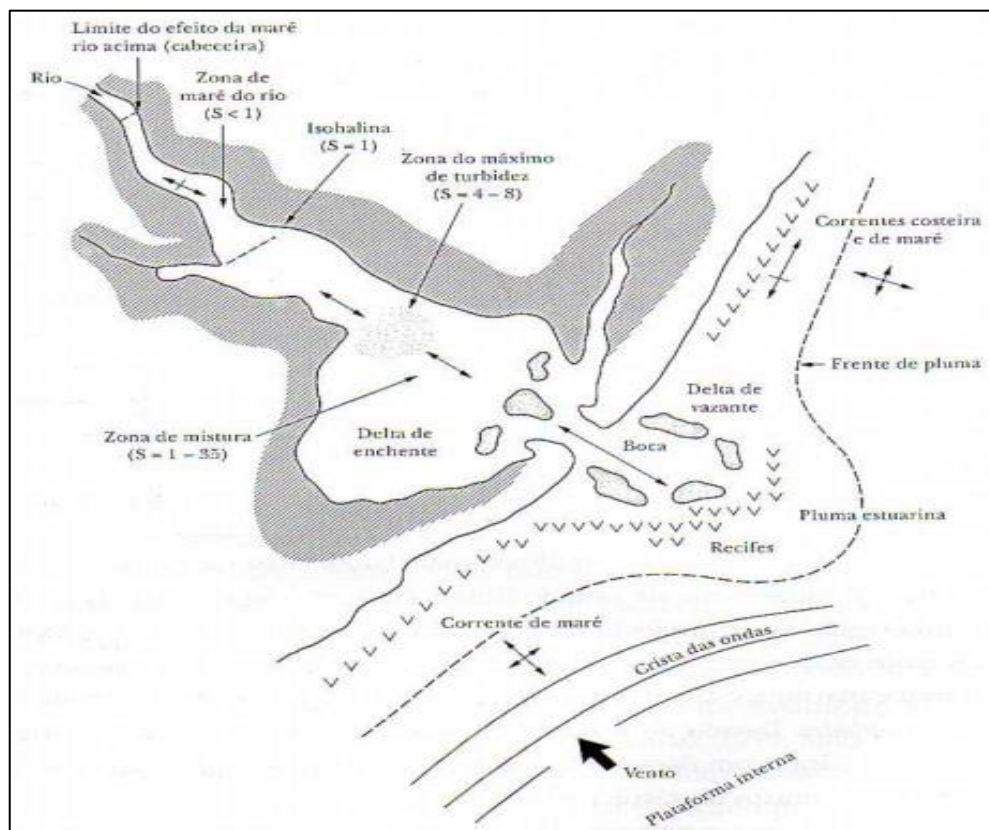 Limite do efeito da maré
rio acima (cabeceira)
Rio
Zona de
maré do rio
(S < 1)
Isohalina
(S = 1)
Zona do máximo
de turbidez
(S = 4 – 8)
Correntes costeira
e de maré
Frente de pluma
Delta de
vazante
Boca
Zona de mistura
(S = 1 – 35)
Delta de
enchente
Pluma estuarina
Recifes
Corrente de maré
Crista das ondas
Vento
Plataforma interna